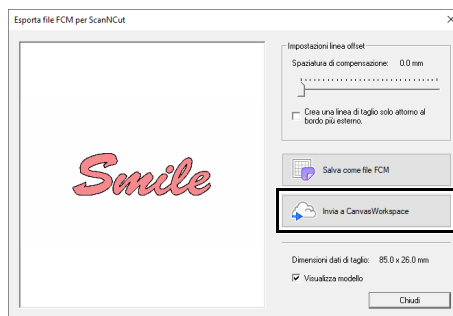 Esporta file FCM per ScanNCut
Smile
Impostazioni linea offset
Spaziatura di compensazione: 0.0 mm
Crea una linea di taglio solo attorno al
bordo più esterno.
Salva come file FCM
Invia a CanvasWorkspace
Dimensioni dati di taglio: 85.0 x 26.0 mm
Visualizza modello
Chiudi